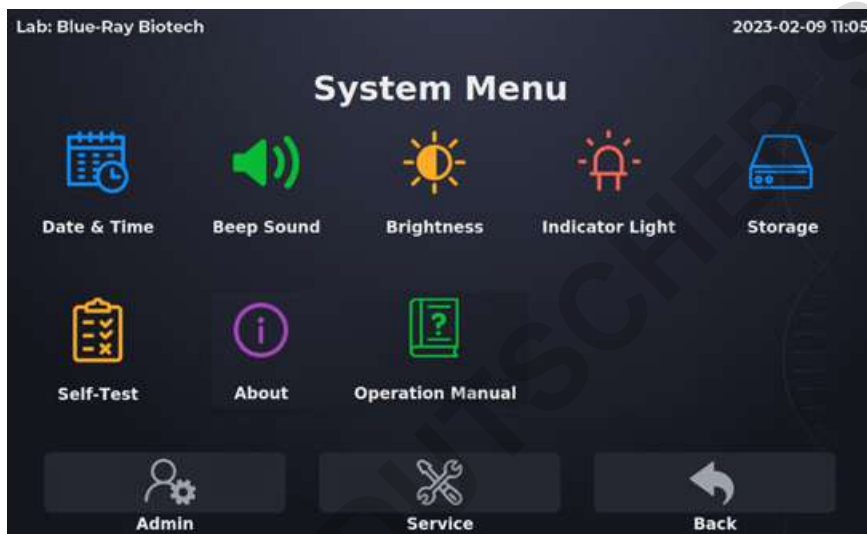 Lab: Blue-Ray Biotech 2023-02-09 11:05
System Menu
Date & Time Beep Sound Brightness Indicator Light Storage
?
i
Self-Test About Operation Manual
Admin Service Back